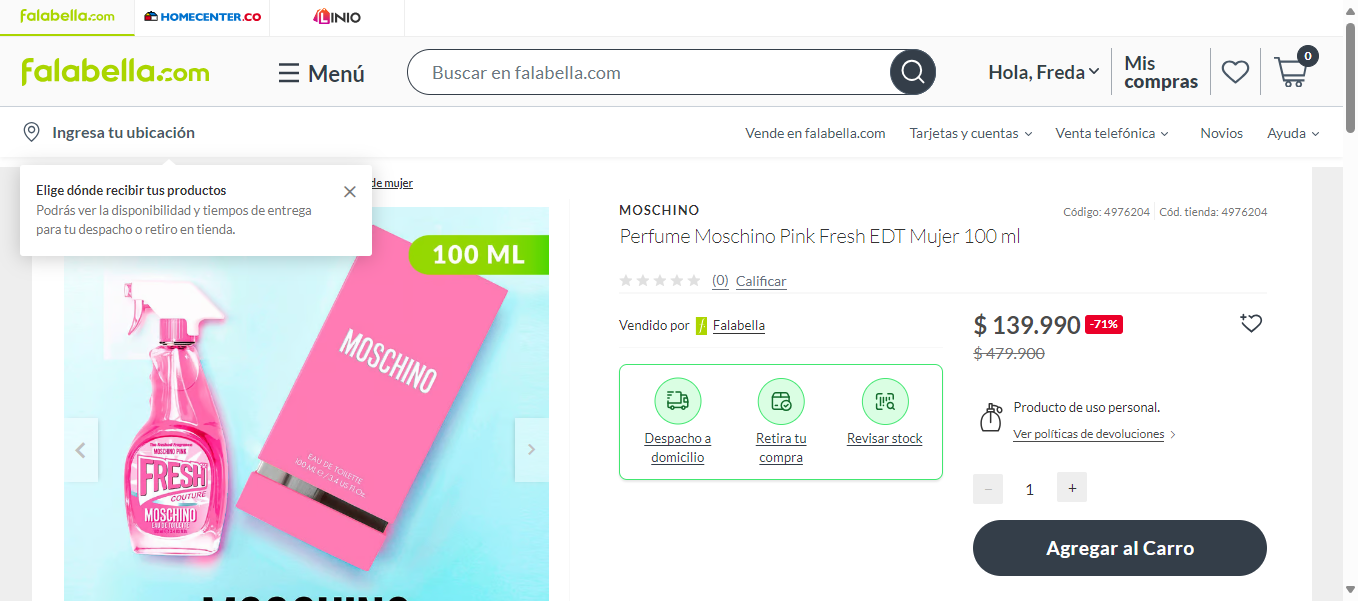 falabella.com
HOMECENTER.CO
LINIO
falabella.com
Menú
Buscar en falabella.com
Hola, Freda
Mis
compras
0
Ingresa tu ubicación
Vende en falabella.com
Tarjetas y cuentas
Venta telefónica
Novios
Ayuda
Elige dónde recibir tus productos
Podrás ver la disponibilidad y tiempos de entrega
para tu despacho o retiro en tienda.
de mujer
100 ML
MOSCHINO
EAU DE TOILETTE
100 ML ℮ / 3.4 US FL.OZ.
MOSCHINO PINK
FRESH
COUTURE
MOSCHINO
EAU DE TOILETTE
MOSCHINO
MOSCHINO
Código: 4976204
Cód. tienda: 4976204
Perfume Moschino Pink Fresh EDT Mujer 100 ml
(0)
Calificar
Vendido por
Falabella
$ 139.990
-71%
$ 479.900
Despacho a
domicilio
Retira tu
compra
Revisar stock
Producto de uso personal.
Ver políticas de devoluciones
−
1
+
Agregar al Carro